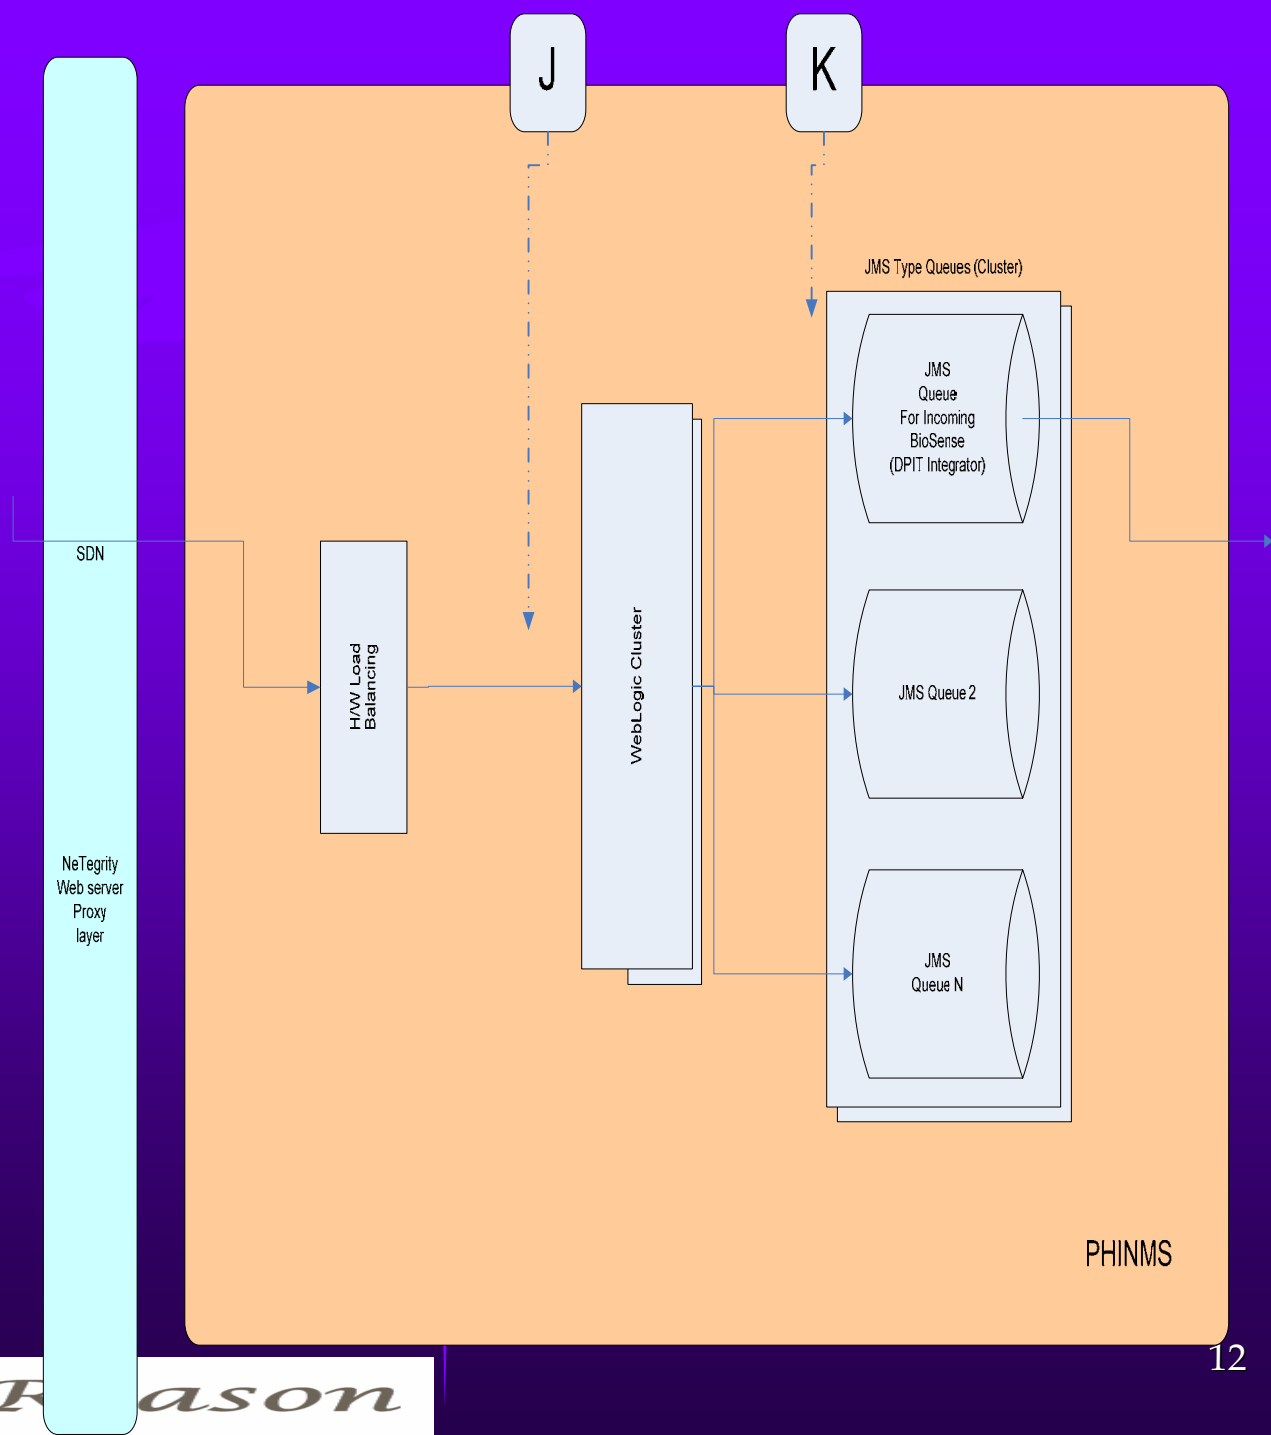 J
K
JMS Type Queues (Cluster)
JMS
Queue
For Incoming
BioSense
(DPIT Integrator)
SDN
H/W Load
Balancing
WebLogic Cluster
JMS Queue 2
NeTegrity
Web server
Proxy
layer
JMS
Queue N
PHINMS
12